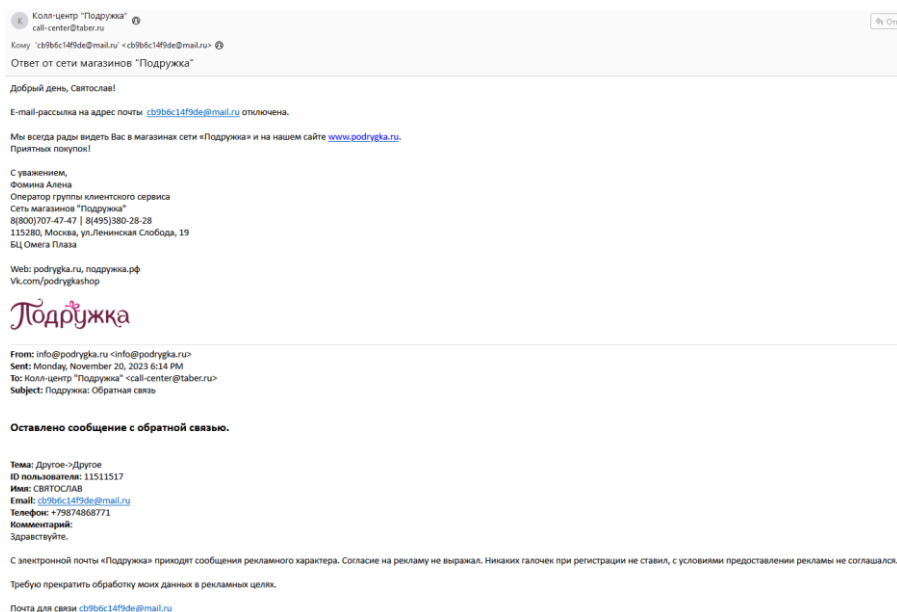 К
Колл-центр "Подружка"
call-center@taber.ru
Кому 'cb9b6c14f9de@mail.ru' <cb9b6c14f9de@mail.ru>
Ответ от сети магазинов "Подружка"
Добрый день, Святослав!
E-mail-рассылка на адрес почты cb9b6c14f9de@mail.ru отключена.
Мы всегда рады видеть Вас в магазинах сети «Подружка» и на нашем сайте www.podrygka.ru.
Приятных покупок!
С уважением,
Фомина Алена
Оператор группы клиентского сервиса
Сеть магазинов "Подружка"
8(800)707-47-47 | 8(495)380-28-28
115280, Москва, ул.Ленинская Слобода, 19
БЦ Омега Плаза
Web: podrygka.ru, подружка.рф
Vk.com/podrygkashop
Подружка
From: info@podrygka.ru <info@podrygka.ru>
Sent: Monday, November 20, 2023 6:14 PM
To: Колл-центр "Подружка" <call-center@taber.ru>
Subject: Подружка: Обратная связь
Оставлено сообщение с обратной связью.
Тема: Другое->Другое
ID пользователя: 11511517
Имя: СВЯТОСЛАВ
Email: cb9b6c14f9de@mail.ru
Телефон: +79874868771
Комментарий:
Здравствуйте.
С электронной почты «Подружка» приходят сообщения рекламного характера. Согласие на рекламу не выражал. Никаких галочек при регистрации не ставил, с условиями предоставлении рекламы не соглашался.
Требую прекратить обработку моих данных в рекламных целях.
Почта для связи cb9b6c14f9de@mail.ru